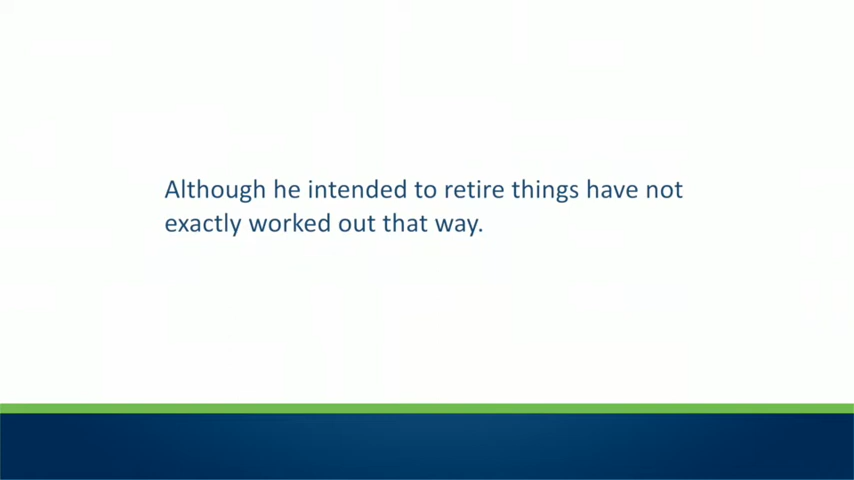 Although he intended to retire things have not
exactly worked out that way.